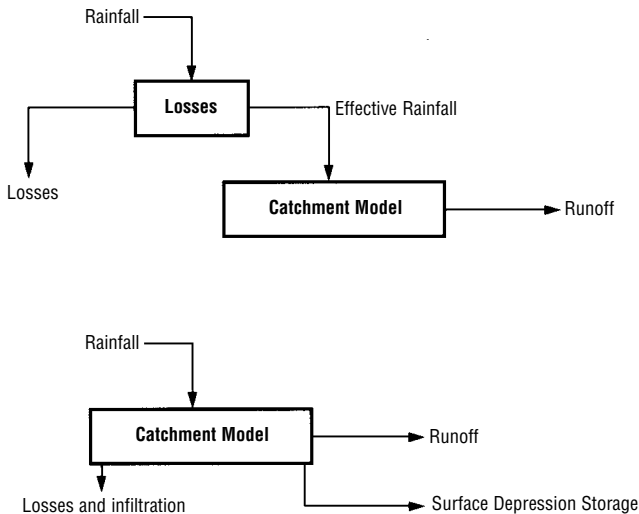 Rainfall
Losses
Effective Rainfall
Losses
Catchment Model
Runoff
Rainfall
Catchment Model
Runoff
Losses and infiltration
Surface Depression Storage